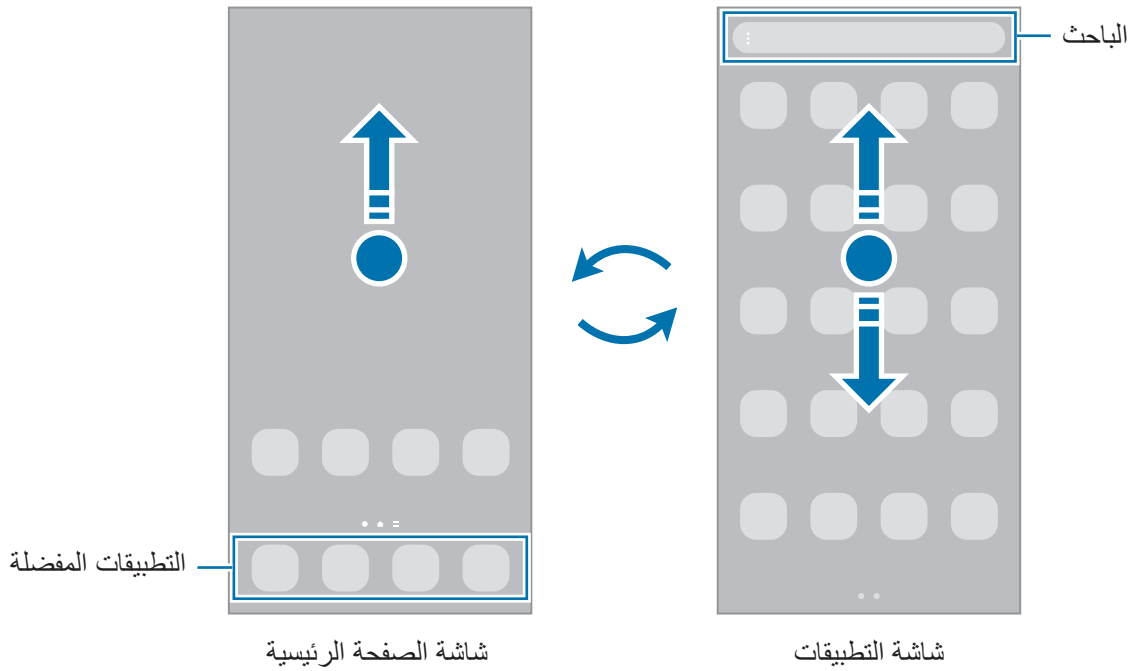 الباحث
التطبيقات المفضلة
شاشة الصفحة الرئيسية
شاشة التطبيقات